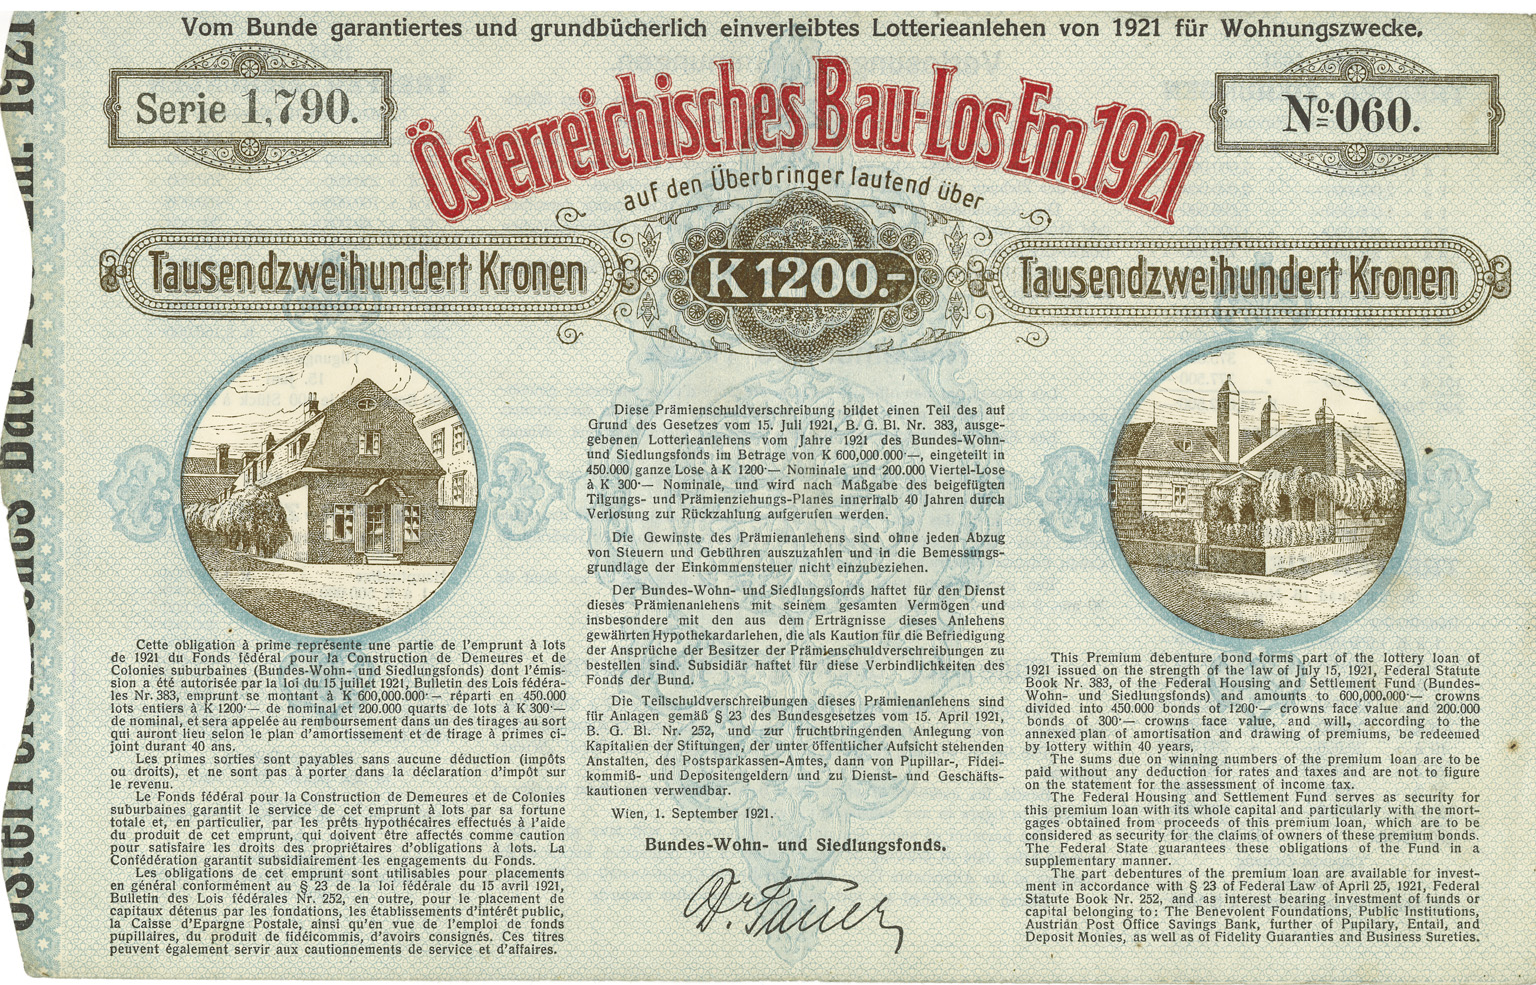 Vom Bunde garantiertes und grundbücherlich einverleibtes Lotterieanlehen von 1921 für Wohnungszwecke.
Serie 1,790.
Nº 060.
Österreichisches Bau-Los Em. 1921
auf den Überbringer lautend über
Tausendzweihundert Kronen
K 1200.-
Tausendzweihundert Kronen
Diese Prämienschuldverschreibung bildet einen Teil des auf
Grund des Gesetzes vom 15. Juli 1921, B. G. Bl. Nr. 383, ausge-
gebenen Lotterieanlehens vom Jahre 1921 des Bundes-Wohn-
und Siedlungsfonds im Betrage von K 600,000.000·—, eingeteilt in
450.000 ganze Lose à K 1200·— Nominale und 200.000 Viertel-Lose
à K 300·— Nominale, und wird nach Maßgabe des beigefügten
Tilgungs- und Prämienziehungs-Planes innerhalb 40 Jahren durch
Verlosung zur Rückzahlung aufgerufen werden.
Die Gewinste des Prämienanlehens sind ohne jeden Abzug
von Steuern und Gebühren auszuzahlen und in die Bemessungs-
grundlage der Einkommensteuer nicht einzubeziehen.
Der Bundes-Wohn- und Siedlungsfonds haftet für den Dienst
dieses Prämienanlehens mit seinem gesamten Vermögen und
insbesondere mit den aus dem Erträgnisse dieses Anlehens
gewährten Hypothekardarlehen, die als Kaution für die Befriedigung
der Ansprüche der Besitzer der Prämienschuldverschreibungen zu
bestellen sind. Subsidiär haftet für diese Verbindlichkeiten des
Fonds der Bund.
Die Teilschuldverschreibungen dieses Prämienanlehens sind
für Anlagen gemäß § 23 des Bundesgesetzes vom 15. April 1921,
B. G. Bl. Nr. 252, und zur fruchtbringenden Anlegung von
Kapitalien der Stiftungen, der unter öffentlicher Aufsicht stehenden
Anstalten, des Postsparkassen-Amtes, dann von Pupillar-, Fidei-
kommiß- und Depositengeldern und zu Dienst- und Geschäfts-
kautionen verwendbar.
Wien, 1. September 1921.
Bundes-Wohn- und Siedlungsfonds.
Cette obligation à prime représente une partie de l'emprunt à lots
de 1921 du Fonds fédéral pour la Construction de Demeures et de
Colonies suburbaines (Bundes-Wohn- und Siedlungsfonds) dont l'émis-
sion a été autorisée par la loi du 15 juillet 1921, Bulletin des Lois fédéra-
les Nr. 383, emprunt se montant à K 600,000.000·— réparti en 450.000
lots entiers à K 1200·— de nominal et 200.000 quarts de lots à K 300·—
de nominal, et sera appelée au remboursement dans un des tirages au sort
qui auront lieu selon le plan d'amortissement et de tirage à primes ci-
joint durant 40 ans.
Les primes sorties sont payables sans aucune déduction (impôts
ou droits), et ne sont pas à porter dans la déclaration d'impôt sur
le revenu.
Le Fonds fédéral pour la Construction de Demeures et de Colonies
suburbaines garantit le service de cet emprunt à lots par sa fortune
totale et, en particulier, par les prêts hypothécaires effectués à l'aide
du produit de cet emprunt, qui doivent être affectés comme caution
pour satisfaire les droits des propriétaires d'obligations à lots. La
Confédération garantit subsidiairement les engagements du Fonds.
Les obligations de cet emprunt sont utilisables pour placements
en général conformément au § 23 de la loi fédérale du 15 avril 1921,
Bulletin des Lois fédérales Nr. 252, en outre, pour le placement de
capitaux détenus par les fondations, les établissements d'intérêt public,
la Caisse d'Epargne Postale, ainsi qu'en vue de l'emploi de fonds
pupillaires, du produit de fidéicommis, d'avoirs consignés. Ces titres
peuvent également servir aux cautionnements de service et d'affaires.
This Premium debenture bond forms part of the lottery loan of
1921 issued on the strength of the law of July 15, 1921, Federal Statute
Book Nr. 383, of the Federal Housing and Settlement Fund (Bundes-
Wohn- und Siedlungsfonds) and amounts to 600,000,000·— crowns
divided into 450.000 bonds of 1200·— crowns face value and 200.000
bonds of 300·— crowns face value, and will, according to the
annexed plan of amortisation and drawing of premiums, be redeemed
by lottery within 40 years.
The sums due on winning numbers of the premium loan are to be
paid without any deduction for rates and taxes and are not to figure
on the statement for the assessment of income tax.
The Federal Housing and Settlement Fund serves as security for
this premium loan with its whole capital and particularly with the mort-
gages obtained from proceeds of this premium loan, which are to be
considered as security for the claims of owners of these premium bonds.
The Federal State guarantees these obligations of the Fund in a
supplementary manner.
The part debentures of the premium loan are available for invest-
ment in accordance with § 23 of Federal Law of April 25, 1921, Federal
Statute Book Nr. 252, and as interest bearing investment of funds or
capital belonging to: The Benevolent Foundations, Public Institutions,
Austrian Post Office Savings Bank, further of Pupilary, Entail, and
Deposit Monies, as well as of Fidelity Guaranties and Business Sureties.